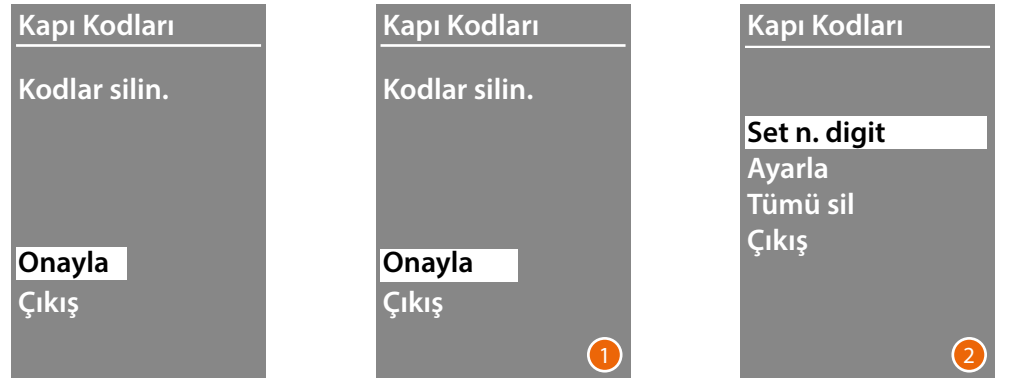 Kapı Kodları
Kodlar silin.
Onayla
Çıkış
Kapı Kodları
Kodlar silin.
Onayla
Çıkış
1
Kapı Kodları
Set n. digit
Ayarla
Tümü sil
Çıkış
2